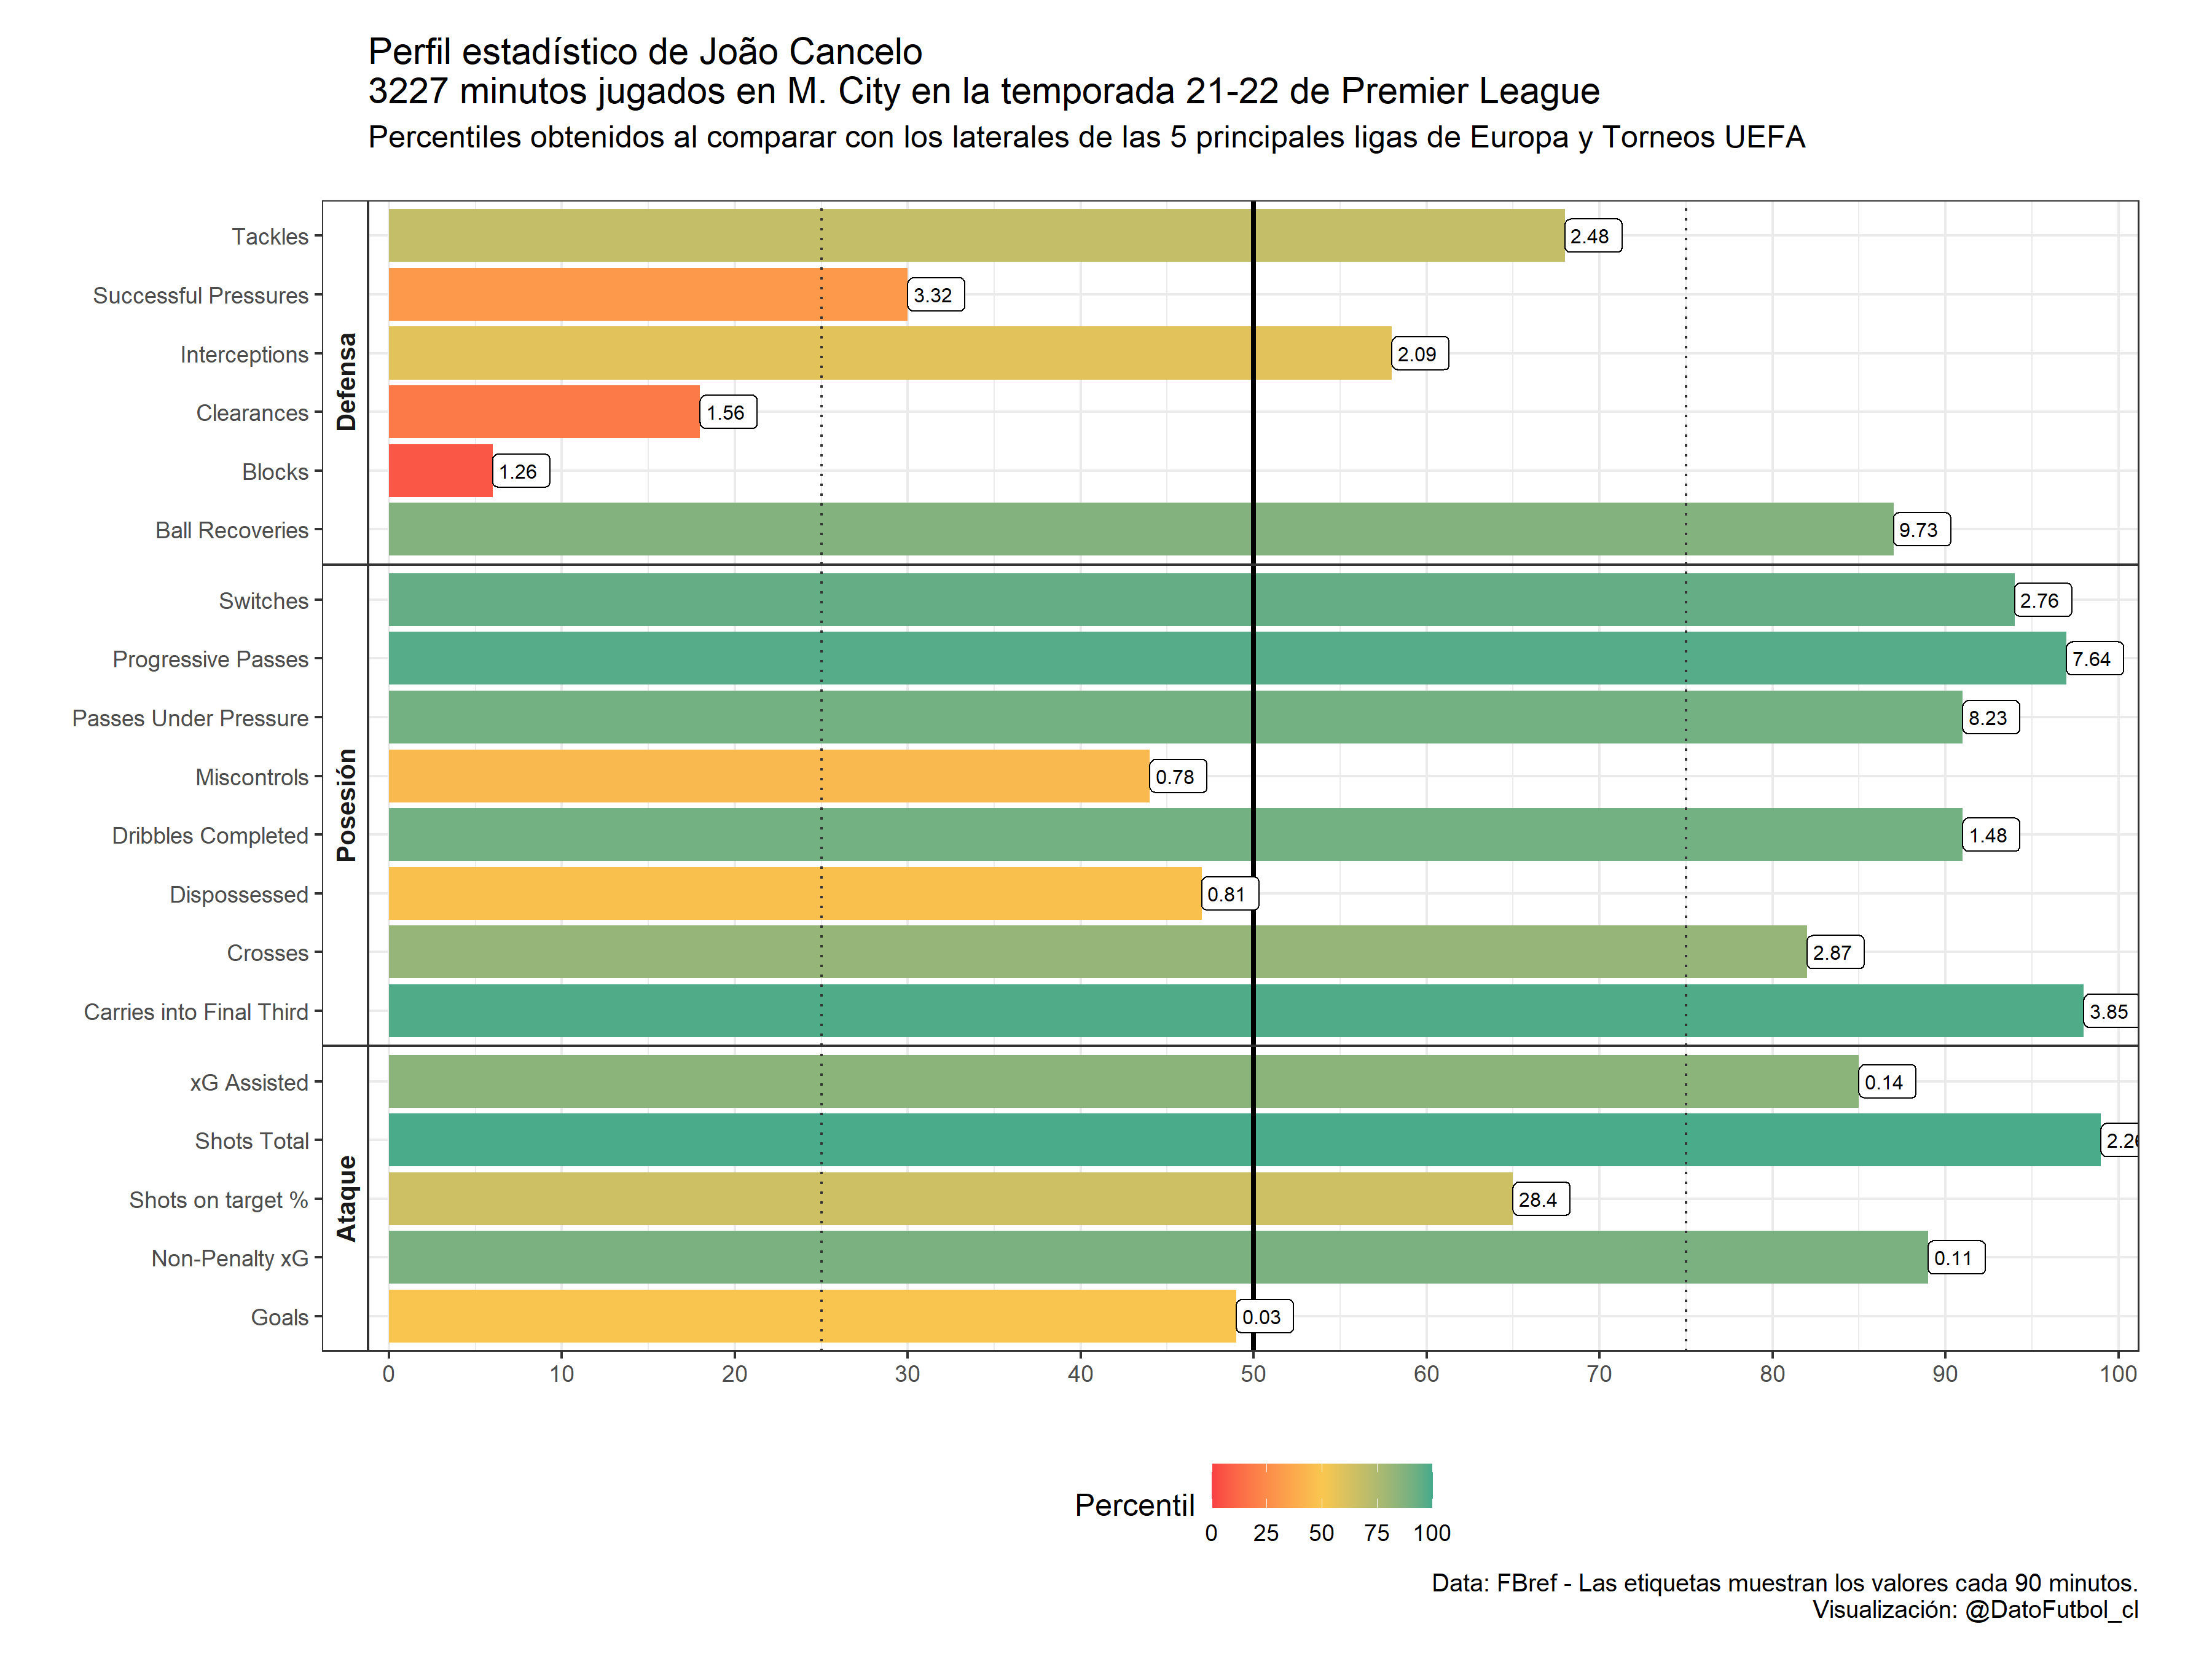 Perfil estadístico de João Cancelo
3227 minutos jugados en M. City en la temporada 21-22 de Premier League
Percentiles obtenidos al comparar con los laterales de las 5 principales ligas de Europa y Torneos UEFA
Defensa
Tackles 2.48
Successful Pressures 3.32
Interceptions 2.09
Clearances 1.56
Blocks 1.26
Ball Recoveries 9.73
Posesión
Switches 2.76
Progressive Passes 7.64
Passes Under Pressure 8.23
Miscontrols 0.78
Dribbles Completed 1.48
Dispossessed 0.81
Crosses 2.87
Carries into Final Third 3.85
Ataque
xG Assisted 0.14
Shots Total
Shots on target % 28.4
Non-Penalty xG 0.11
Goals 0.03
0 10 20 30 40 50 60 70 80 90 100
Percentil
0 25 50 75 100
Data: FBref - Las etiquetas muestran los valores cada 90 minutos.
Visualización: @DatoFutbol_cl